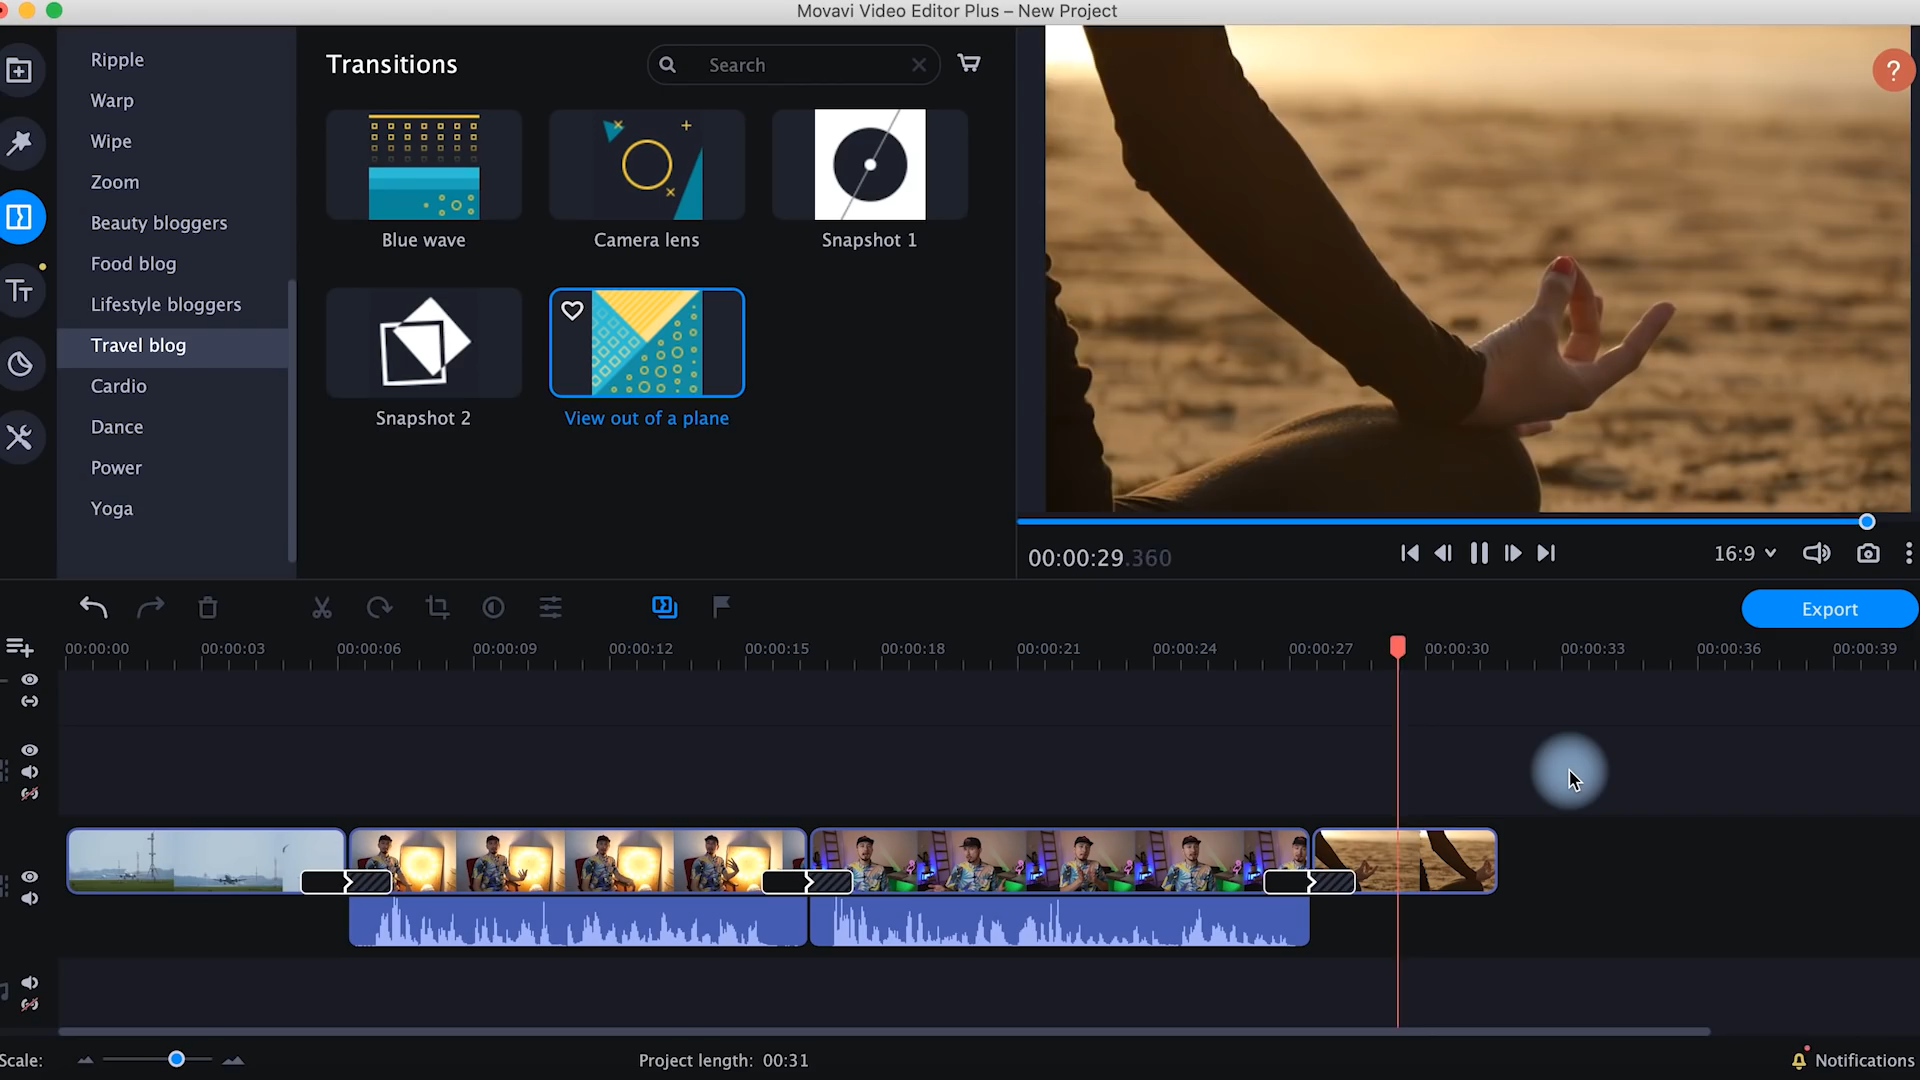 Movavi Video Editor Plus – New Project
Ripple
Warp
Wipe
Zoom
Beauty bloggers
Food blog
Lifestyle bloggers
Travel blog
Cardio
Dance
Power
Yoga
Transitions
Search
Blue wave
Camera lens
Snapshot 1
Snapshot 2
View out of a plane
?
TT
00:00:29.360
16:9
Export
00:00:00 00:00:03 00:00:06 00:00:09 00:00:12 00:00:15 00:00:18 00:00:21 00:00:24 00:00:27 00:00:30 00:00:33 00:00:36 00:00:39
Scale:
Project length: 00:31
Notifications